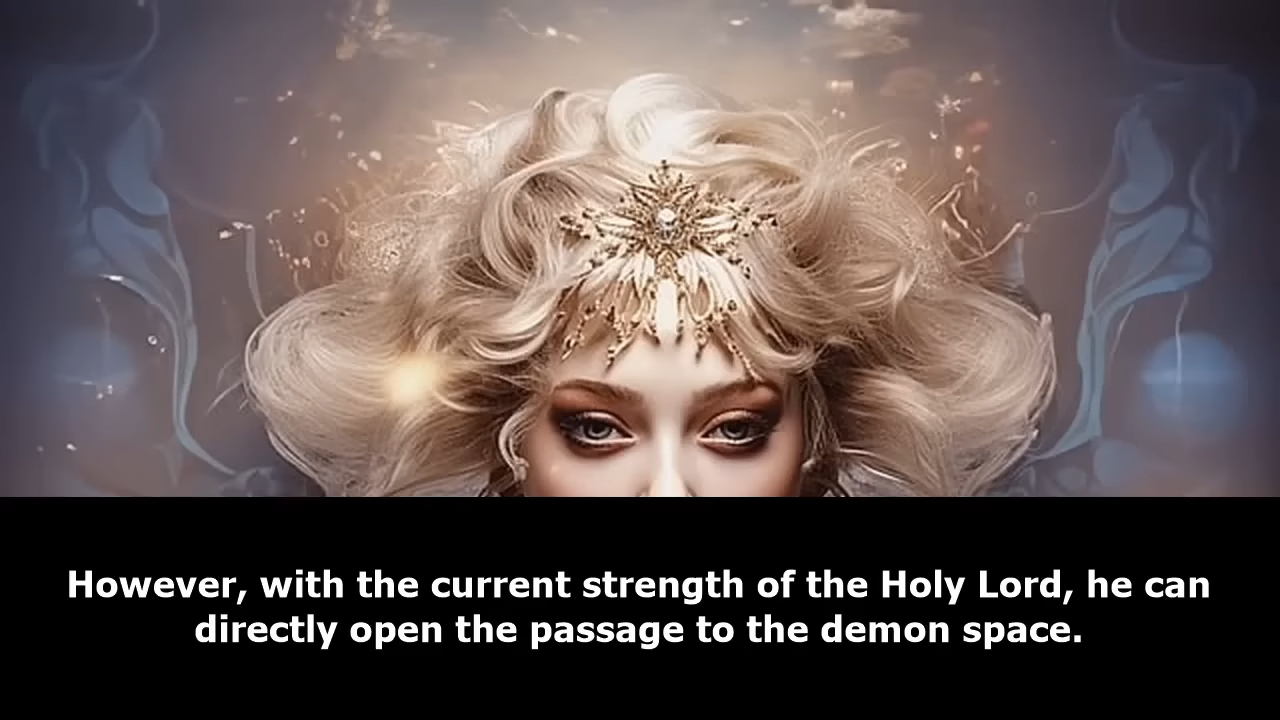 However, with the current strength of the Holy Lord, he can
directly open the passage to the demon space.